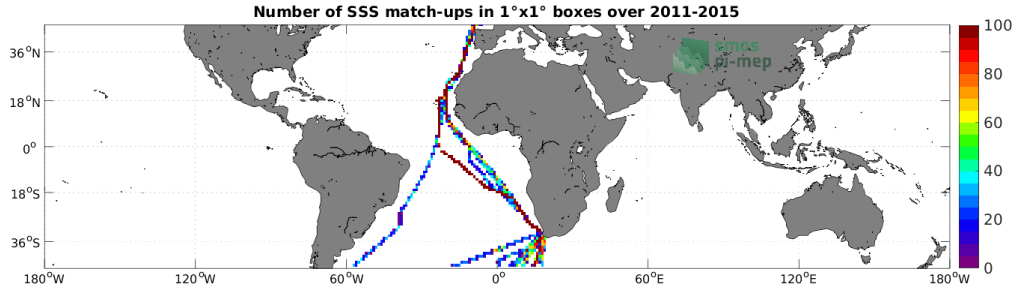 Number of SSS match-ups in 1°x1° boxes over 2011-2015
smos
pi-mep
36°N
18°N
0°
18°S
36°S
180°W
120°W
60°W
0°
60°E
120°E
180°W
100
80
60
40
20
0